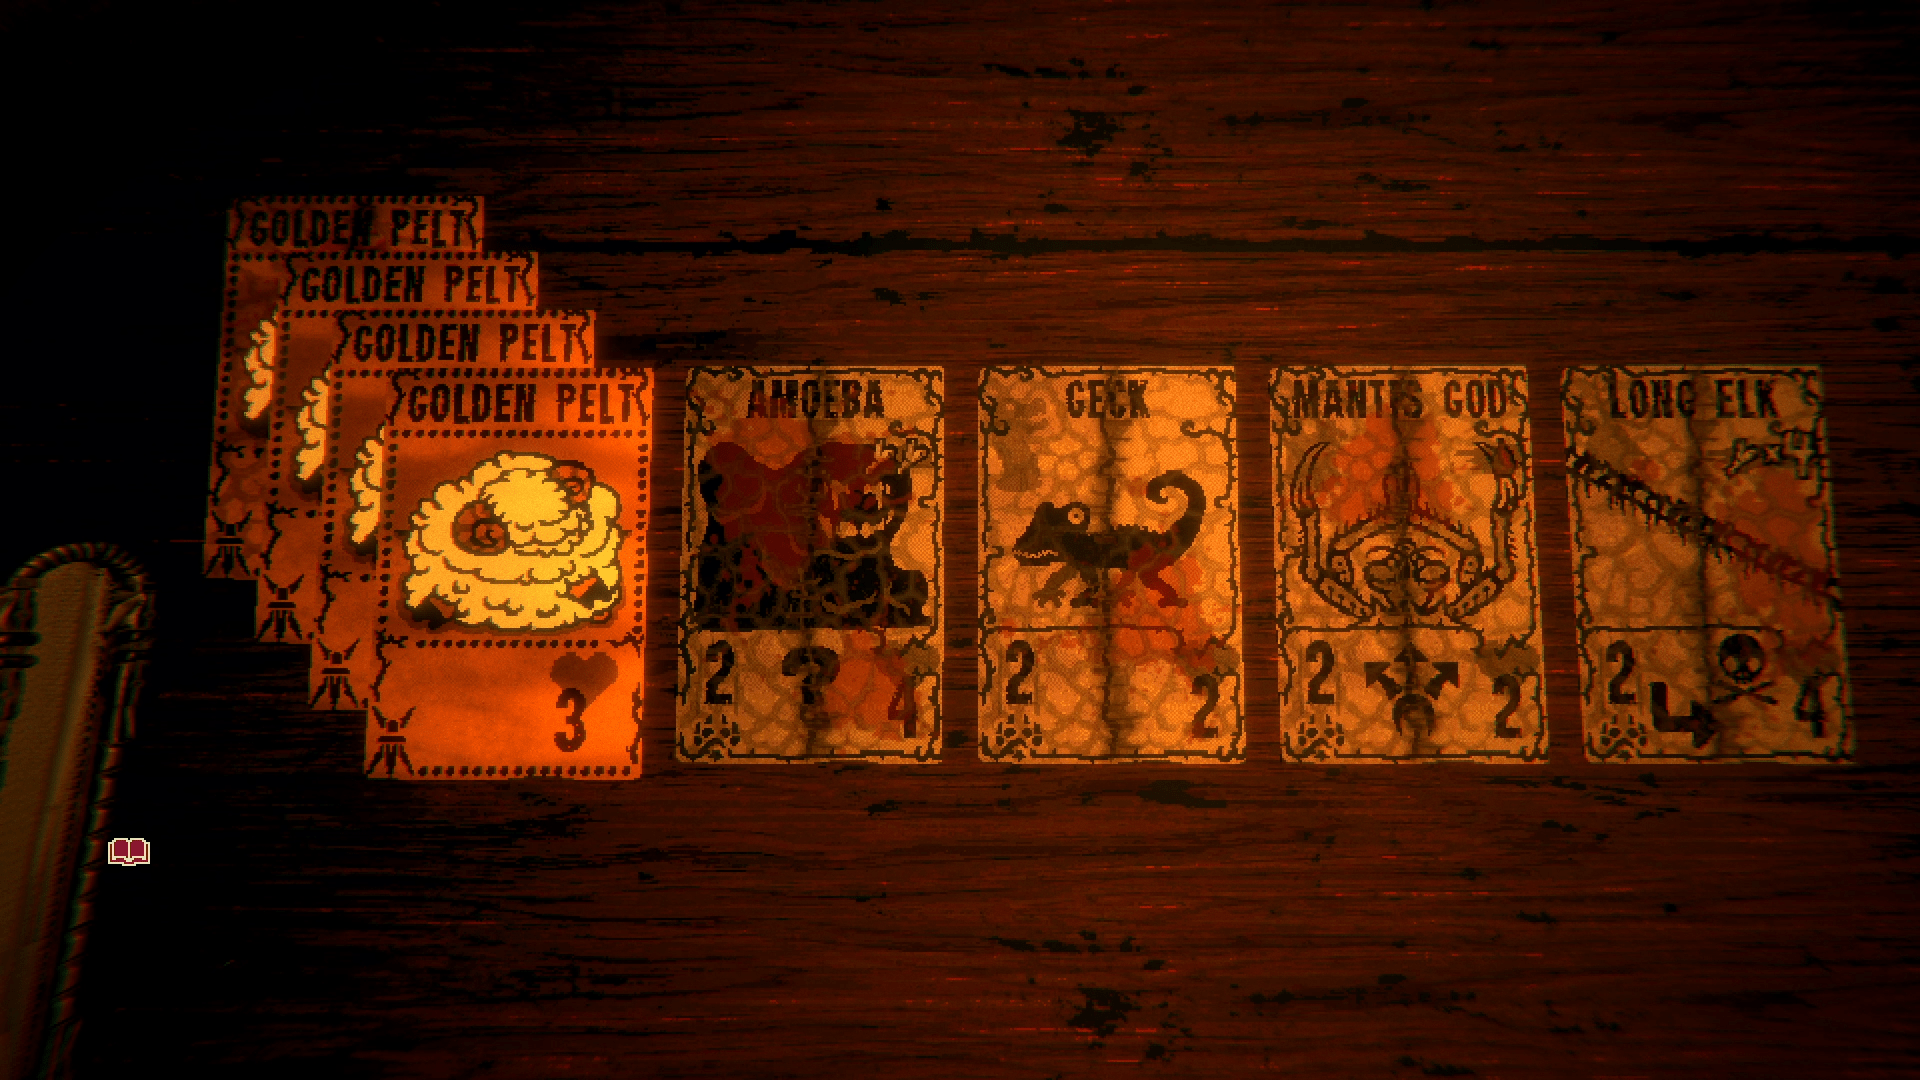 GOLDEN PELT
GOLDEN PELT
GOLDEN PELT
GOLDEN PELT
3
AMOEBA
2 ? 4
GECK
2 2
MANTIS GOD
2 2
LONG ELK
x4
2 4